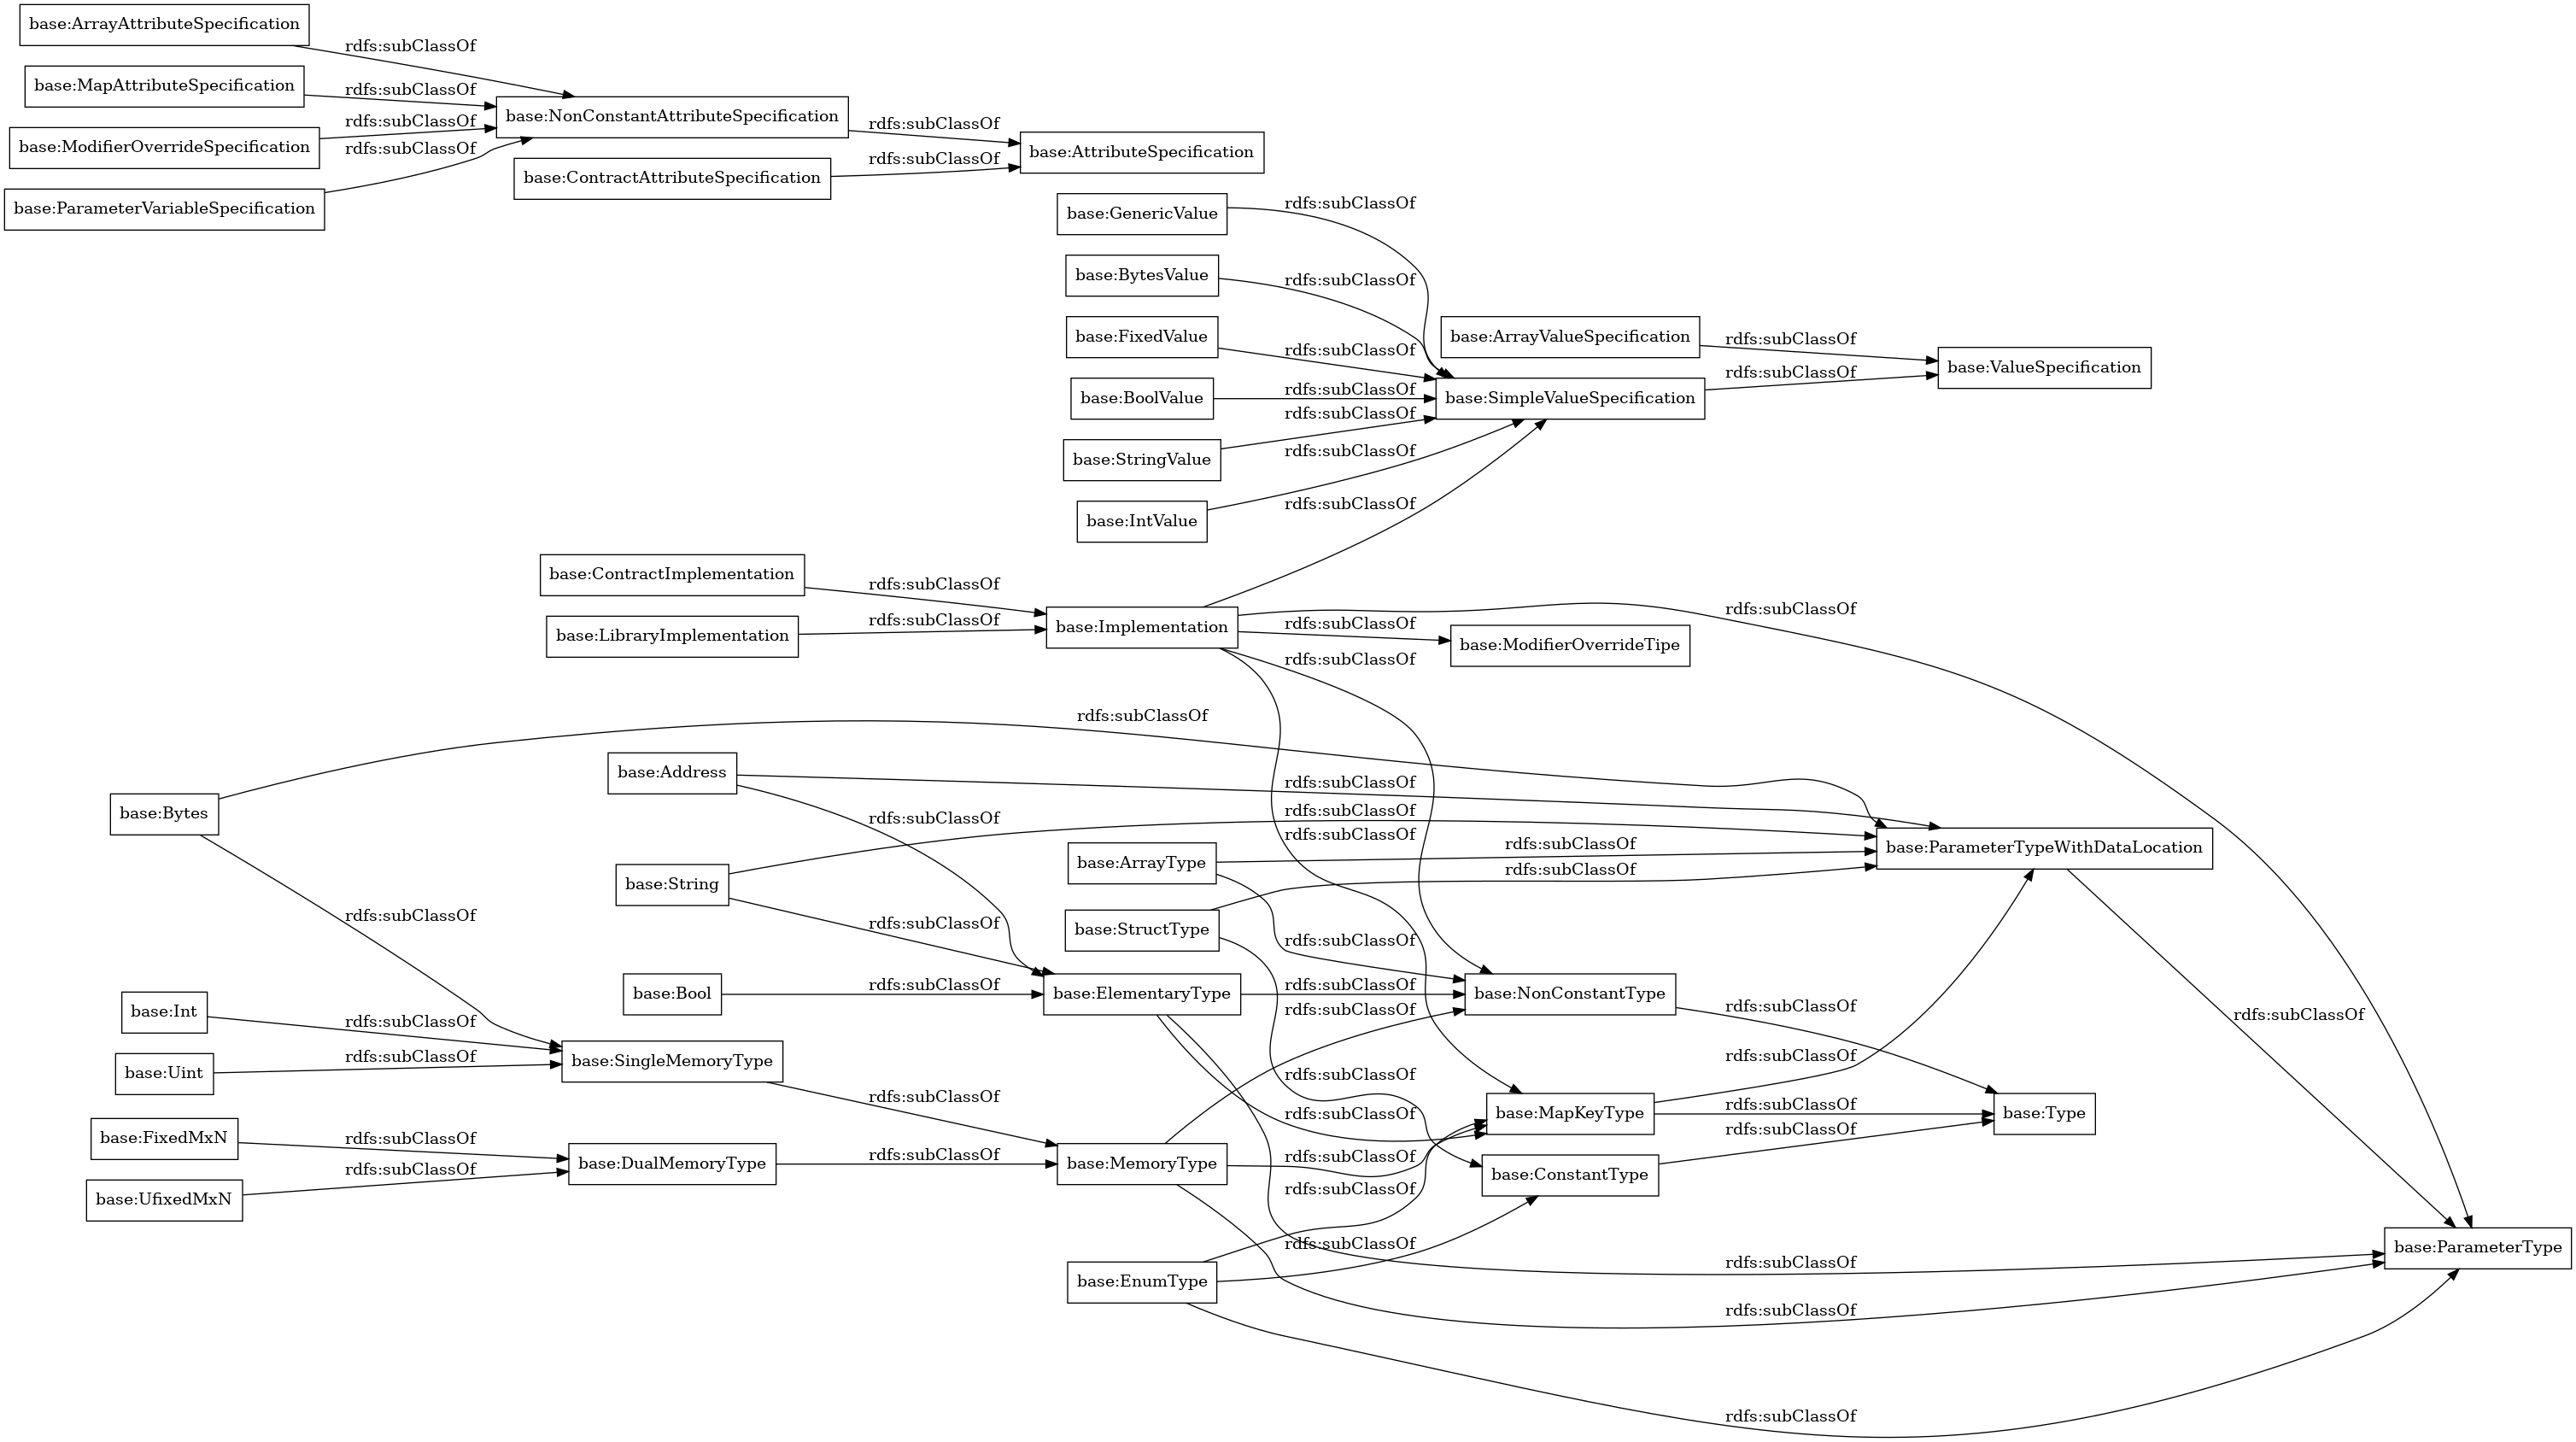 base:ArrayAttributeSpecification
rdfs:subClassOf
base:MapAttributeSpecification
rdfs:subClassOf
base:NonConstantAttributeSpecification
rdfs:subClassOf
base:ModifierOverrideSpecification
rdfs:subClassOf
rdfs:subClassOf
base:AttributeSpecification
base:ParameterVariableSpecification
base:ContractAttributeSpecification
rdfs:subClassOf
base:GenericValue
rdfs:subClassOf
base:BytesValue
rdfs:subClassOf
base:FixedValue
rdfs:subClassOf
base:ArrayValueSpecification
rdfs:subClassOf
base:ValueSpecification
base:BoolValue
rdfs:subClassOf
base:SimpleValueSpecification
rdfs:subClassOf
rdfs:subClassOf
base:StringValue
rdfs:subClassOf
base:IntValue
rdfs:subClassOf
base:ContractImplementation
rdfs:subClassOf
base:LibraryImplementation
rdfs:subClassOf
base:Implementation
rdfs:subClassOf
rdfs:subClassOf
base:ModifierOverrideTipe
rdfs:subClassOf
rdfs:subClassOf
base:Address
rdfs:subClassOf
base:Bytes
rdfs:subClassOf
rdfs:subClassOf
rdfs:subClassOf
base:ArrayType
rdfs:subClassOf
base:ParameterTypeWithDataLocation
base:String
rdfs:subClassOf
rdfs:subClassOf
rdfs:subClassOf
base:StructType
rdfs:subClassOf
base:Bool
rdfs:subClassOf
base:ElementaryType
rdfs:subClassOf
base:NonConstantType
rdfs:subClassOf
rdfs:subClassOf
rdfs:subClassOf
base:Int
rdfs:subClassOf
base:Uint
rdfs:subClassOf
base:SingleMemoryType
rdfs:subClassOf
rdfs:subClassOf
rdfs:subClassOf
rdfs:subClassOf
base:MapKeyType
rdfs:subClassOf
base:Type
base:FixedMxN
rdfs:subClassOf
rdfs:subClassOf
base:DualMemoryType
rdfs:subClassOf
base:MemoryType
rdfs:subClassOf
base:ConstantType
base:UfixedMxN
rdfs:subClassOf
rdfs:subClassOf
rdfs:subClassOf
base:EnumType
rdfs:subClassOf
base:ParameterType
rdfs:subClassOf
rdfs:subClassOf